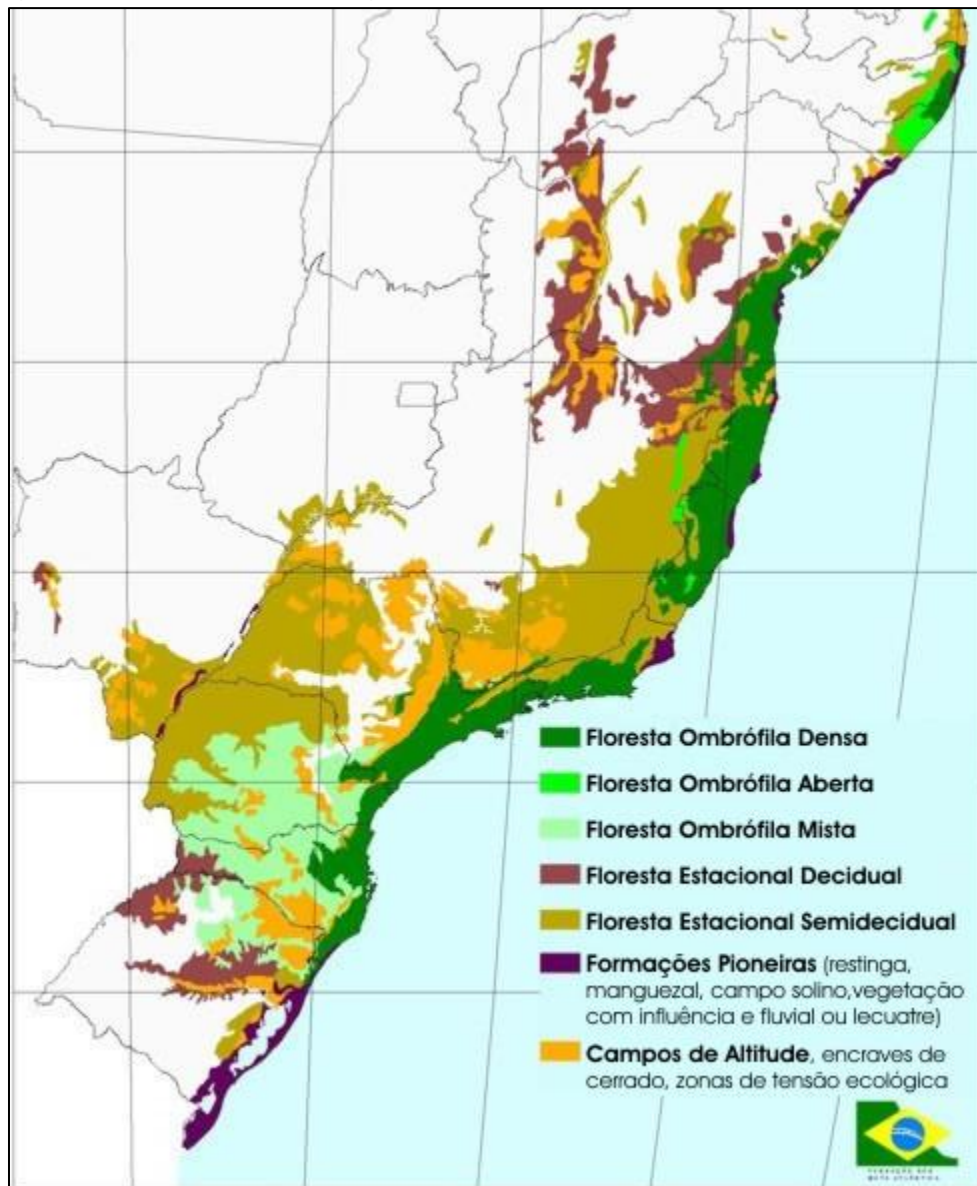 Floresta Ombrófila Densa
Floresta Ombrófila Aberta
Floresta Ombrófila Mista
Floresta Estacional Decidual
Floresta Estacional Semidecidual
Formações Pioneiras (restinga,
manguezal, campo solino,vegetação
com influência e fluvial ou lecuatre)
Campos de Altitude, encraves de
cerrado, zonas de tensão ecológica